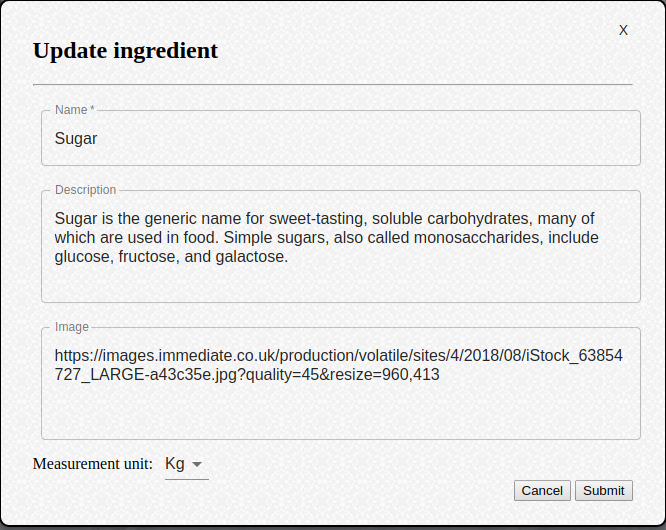 X
Update ingredient
Name *
Sugar
Description
Sugar is the generic name for sweet-tasting, soluble carbohydrates, many of
which are used in food. Simple sugars, also called monosaccharides, include
glucose, fructose, and galactose.
Image
https://images.immediate.co.uk/production/volatile/sites/4/2018/08/iStock_63854
727_LARGE-a43c35e.jpg?quality=45&resize=960,413
Measurement unit: Kg
Cancel Submit